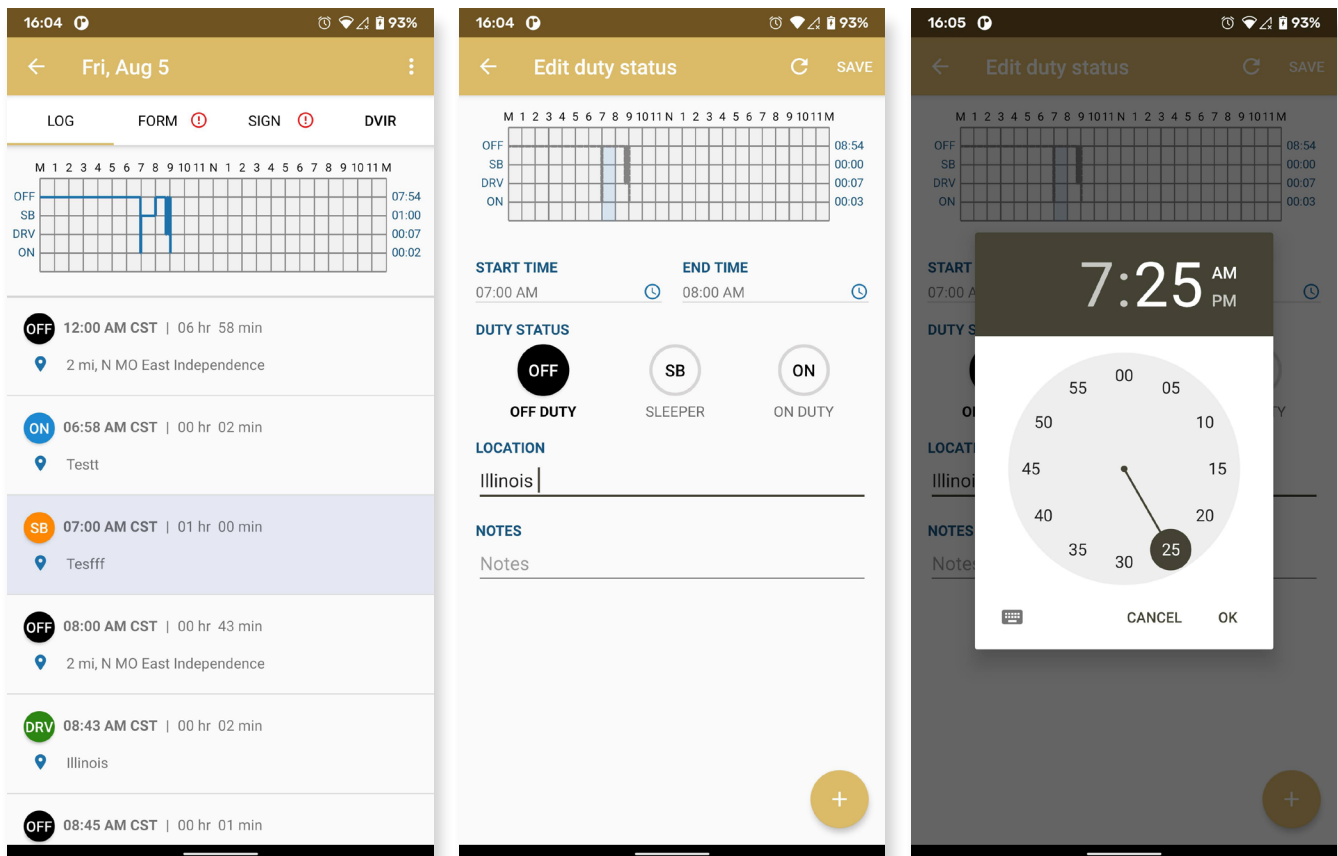 16:04 93%
Fri, Aug 5
LOG FORM SIGN DVIR
M 1 2 3 4 5 6 7 8 9 10 11 N 1 2 3 4 5 6 7 8 9 10 11 M
OFF 07:54
SB 01:00
DRV 00:07
ON 00:02
OFF 12:00 AM CST | 06 hr 58 min
2 mi, N MO East Independence
ON 06:58 AM CST | 00 hr 02 min
Testt
SB 07:00 AM CST | 01 hr 00 min
Tesfff
OFF 08:00 AM CST | 00 hr 43 min
2 mi, N MO East Independence
DRV 08:43 AM CST | 00 hr 02 min
Illinois
OFF 08:45 AM CST | 00 hr 01 min
16:04 93%
Edit duty status SAVE
M 1 2 3 4 5 6 7 8 9 10 11 N 1 2 3 4 5 6 7 8 9 10 11 M
OFF 08:54
SB 00:00
DRV 00:07
ON 00:03
START TIME END TIME
07:00 AM 08:00 AM
DUTY STATUS
OFF SB ON
OFF DUTY SLEEPER ON DUTY
LOCATION
Illinois
NOTES
Notes
+
16:05 93%
Edit duty status SAVE
M 1 2 3 4 5 6 7 8 9 10 11 N 1 2 3 4 5 6 7 8 9 10 11 M
OFF 08:54
SB 00:00
DRV 00:07
ON 00:03
START
07:00 A
DUTY S
O Y
LOCATI
Illinoi
NOTES
Note
7:25 AM
PM
00
55 05
50 10
45 15
40 20
35 25
30
CANCEL OK
+